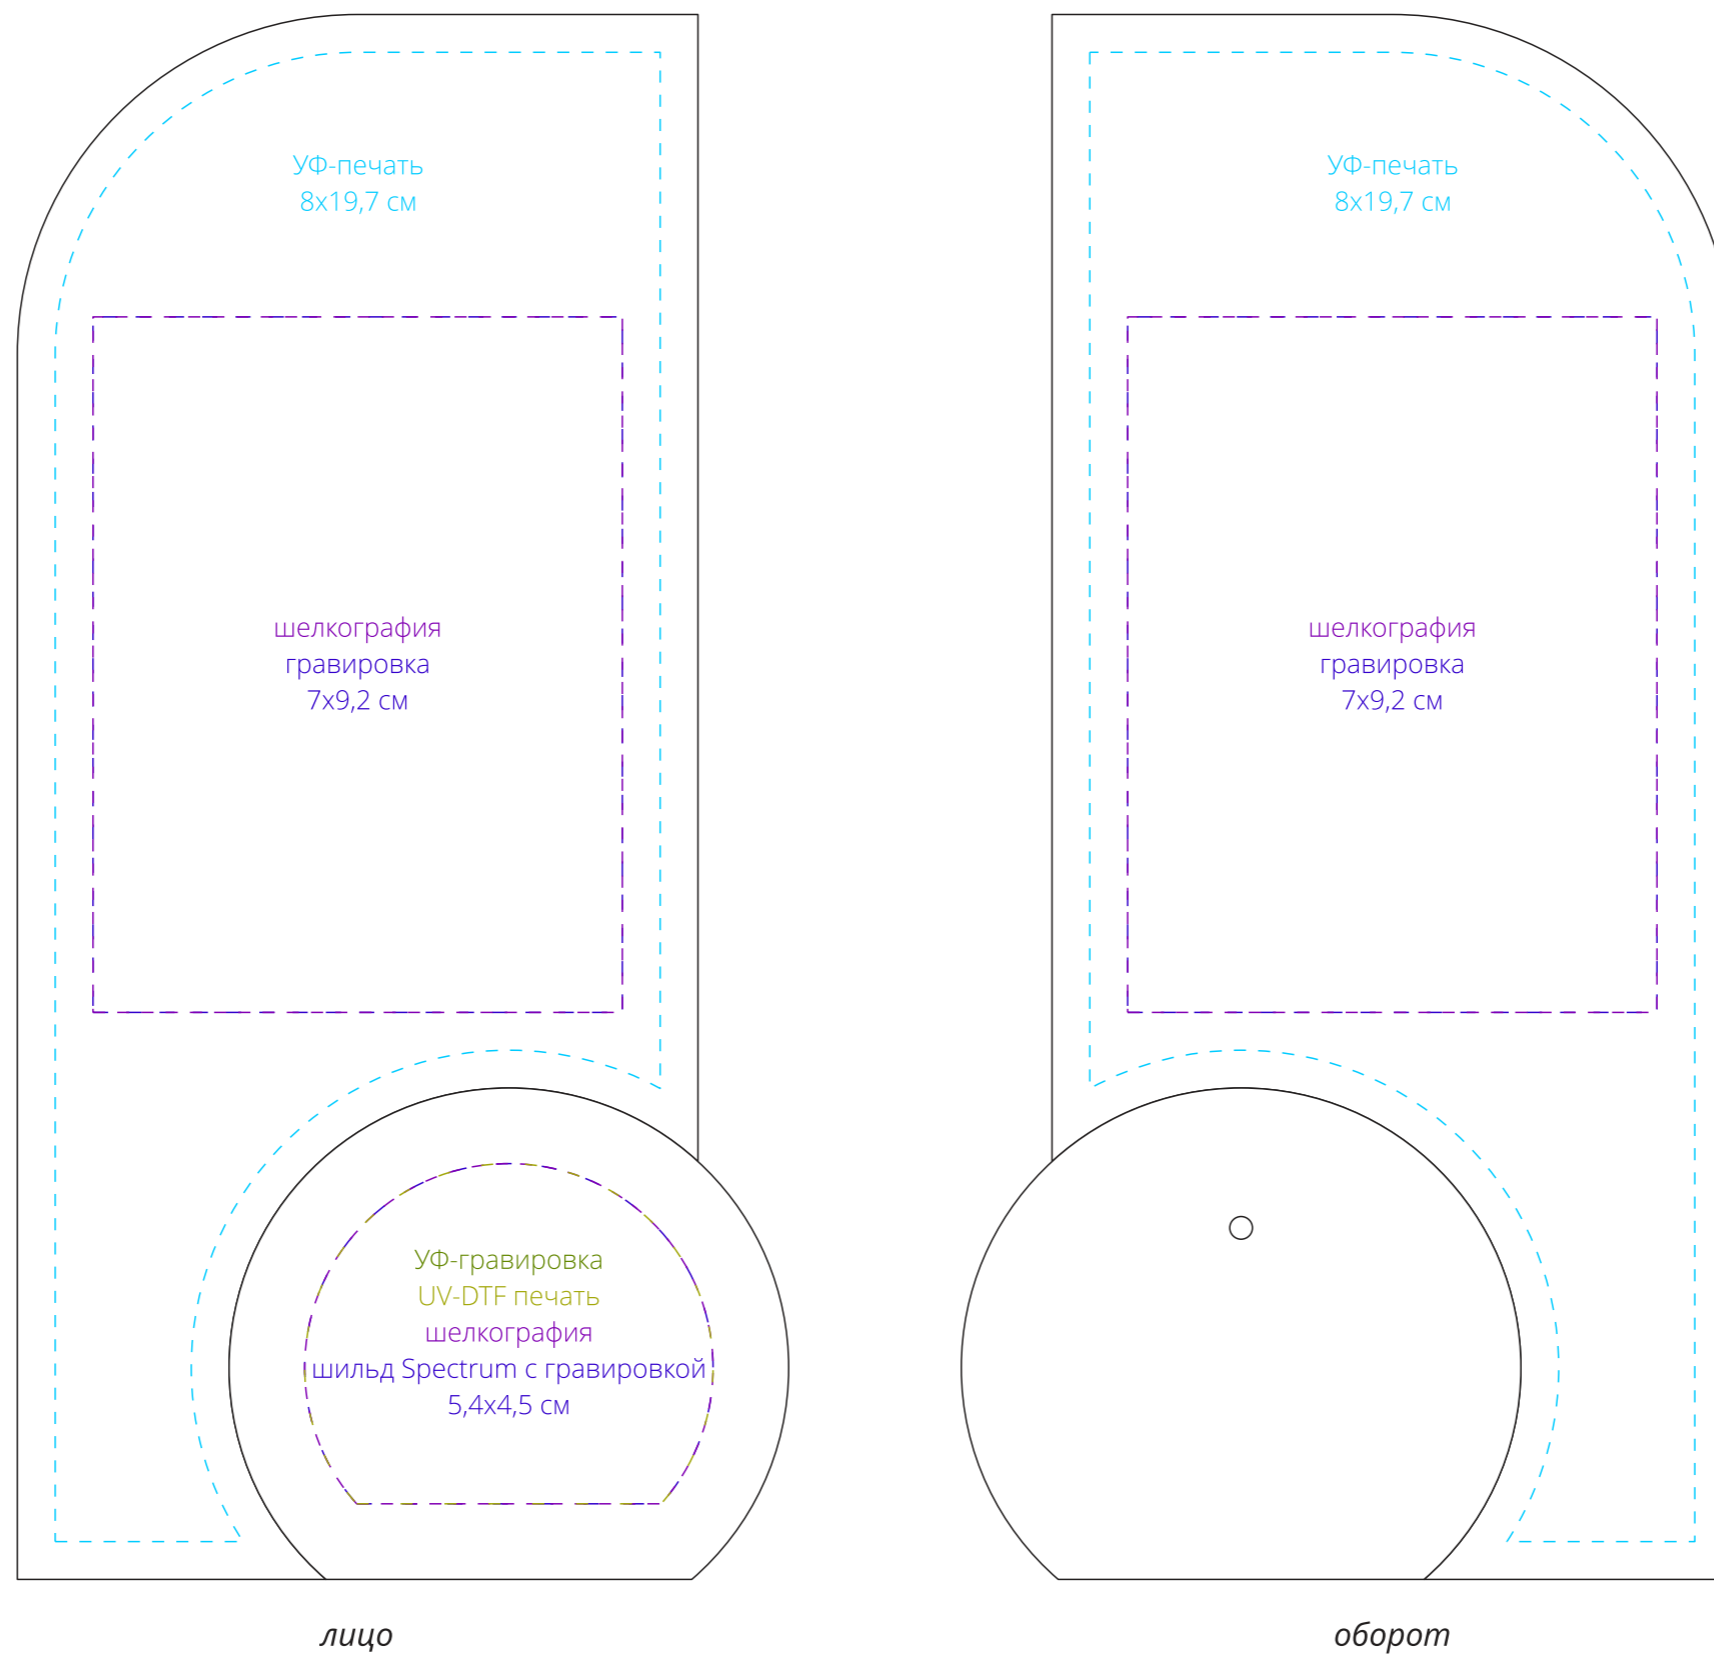 УФ-печать
8х19,7 см
шелкография
гравировка
7х9,2 см
УФ-гравировка
UV-DTF печать
шелкография
шильд Spectrum с гравировкой
5,4х4,5 см
лицо
УФ-печать
8х19,7 см
шелкография
гравировка
7х9,2 см
оборот